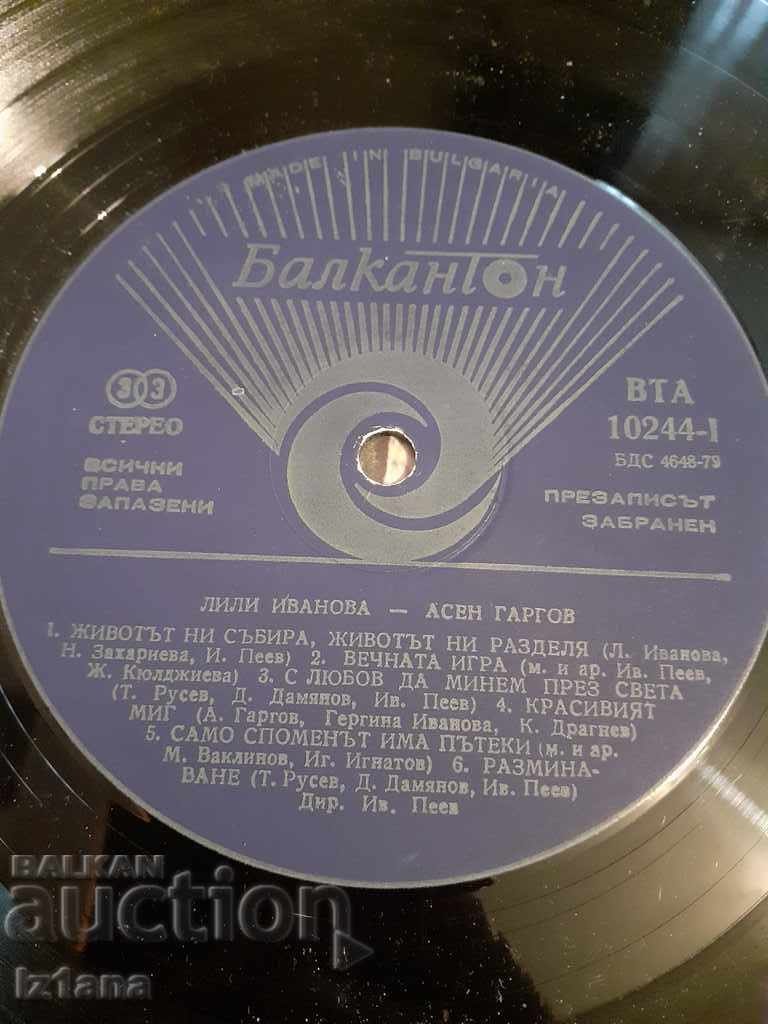 MADE IN BULGARIA
Балкантон
33
СТЕРЕО
ВСИЧКИ
ПРАВА
ЗАПАЗЕНИ
ВТА
10244-I
БДС 4648-79
ПРЕЗАПИСЪТ
ЗАБРАНЕН
ЛИЛИ ИВАНОВА — АСЕН ГАРГОВ
1. ЖИВОТЪТ НИ СЪБИРА, ЖИВОТЪТ НИ РАЗДЕЛЯ (Л. Иванова,
Н. Захариева, И. Пеев) 2. ВЕЧНАТА ИГРА (м. и ар. Ив. Пеев,
Ж. Кюлджиева) 3. С ЛЮБОВ ДА МИНЕМ ПРЕЗ СВЕТА
(Т. Русев, Д. Дамянов, Ив. Пеев) 4. КРАСИВИЯТ
МИГ (А. Гаргов, Гергина Иванова, К. Драгнев)
5. САМО СПОМЕНЪТ ИМА ПЪТЕКИ (м. и ар.
М. Ваклинов, Иг. Игнатов) 6. РАЗМИНА-
ВАНЕ (Т. Русев, Д. Дамянов, Ив. Пеев)
Дир. Ив. Пеев
BALKAN
auction
Iz1ana